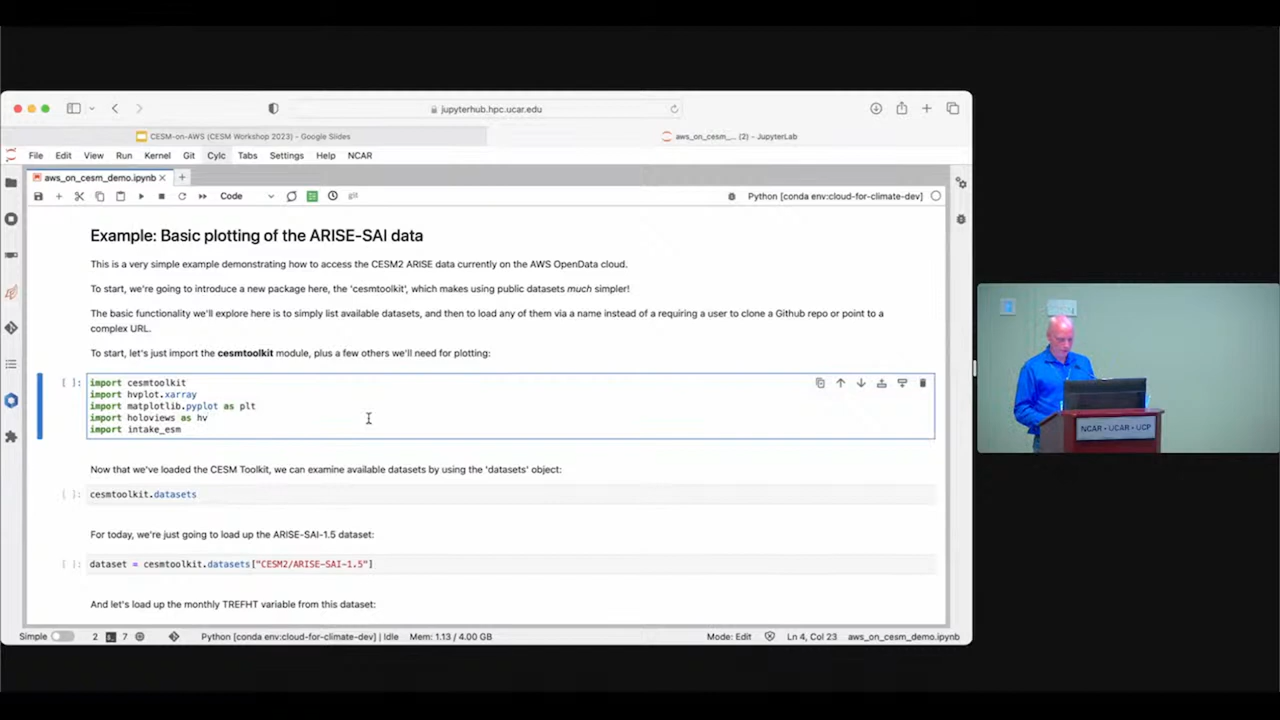 jupyterhub.hpc.ucar.edu
CESM-on-AWS (CESM Workshop 2023) – Google Slides
aws_on_cesm_... (2) - JupyterLab
File Edit View Run Kernel Git Cylc Tabs Settings Help NCAR
aws_on_cesm_demo.ipynb
Code
git
Python [conda env:cloud-for-climate-dev]
Example: Basic plotting of the ARISE-SAI data
This is a very simple example demonstrating how to access the CESM2 ARISE data currently on the AWS OpenData cloud.
To start, we're going to introduce a new package here, the 'cesmtoolkit', which makes using public datasets much simpler!
The basic functionality we'll explore here is to simply list available datasets, and then to load any of them via a name instead of a requiring a user to clone a Github repo or point to a
complex URL.
To start, let's just import the cesmtoolkit module, plus a few others we'll need for plotting:
[ ]: import cesmtoolkit
import hvplot.xarray
import matplotlib.pyplot as plt
import holoviews as hv
import intake_esm
Now that we've loaded the CESM Toolkit, we can examine available datasets by using the 'datasets' object:
[ ]: cesmtoolkit.datasets
For today, we're just going to load up the ARISE-SAI-1.5 dataset:
[ ]: dataset = cesmtoolkit.datasets["CESM2/ARISE-SAI-1.5"]
And let's load up the monthly TREFHT variable from this dataset:
Simple 2 7 Python [conda env:cloud-for-climate-dev] | Idle Mem: 1.13 / 4.00 GB Mode: Edit Ln 4, Col 23 aws_on_cesm_demo.ipynb
NCAR • UCAR • UCP